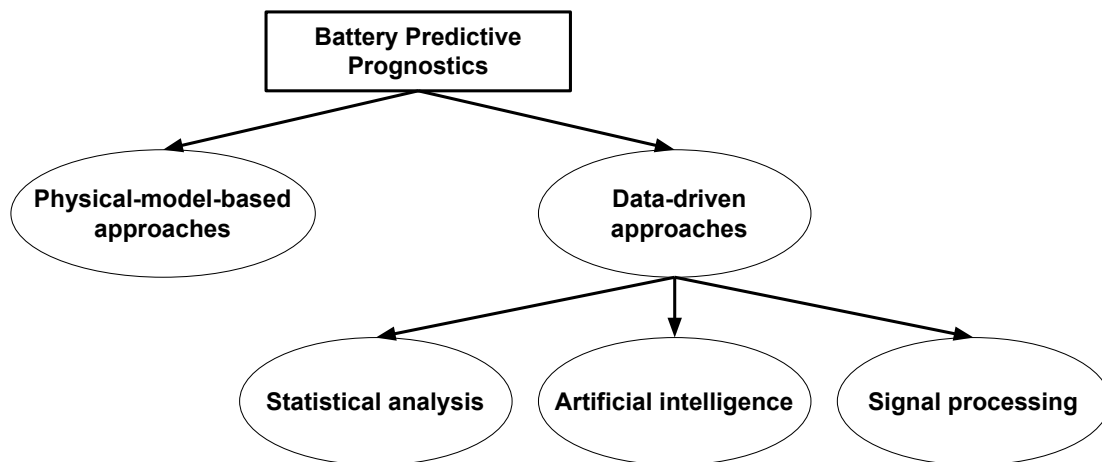 Battery Predictive
Prognostics
Physical-model-based
approaches
Data-driven
approaches
Statistical analysis
Artificial intelligence
Signal processing